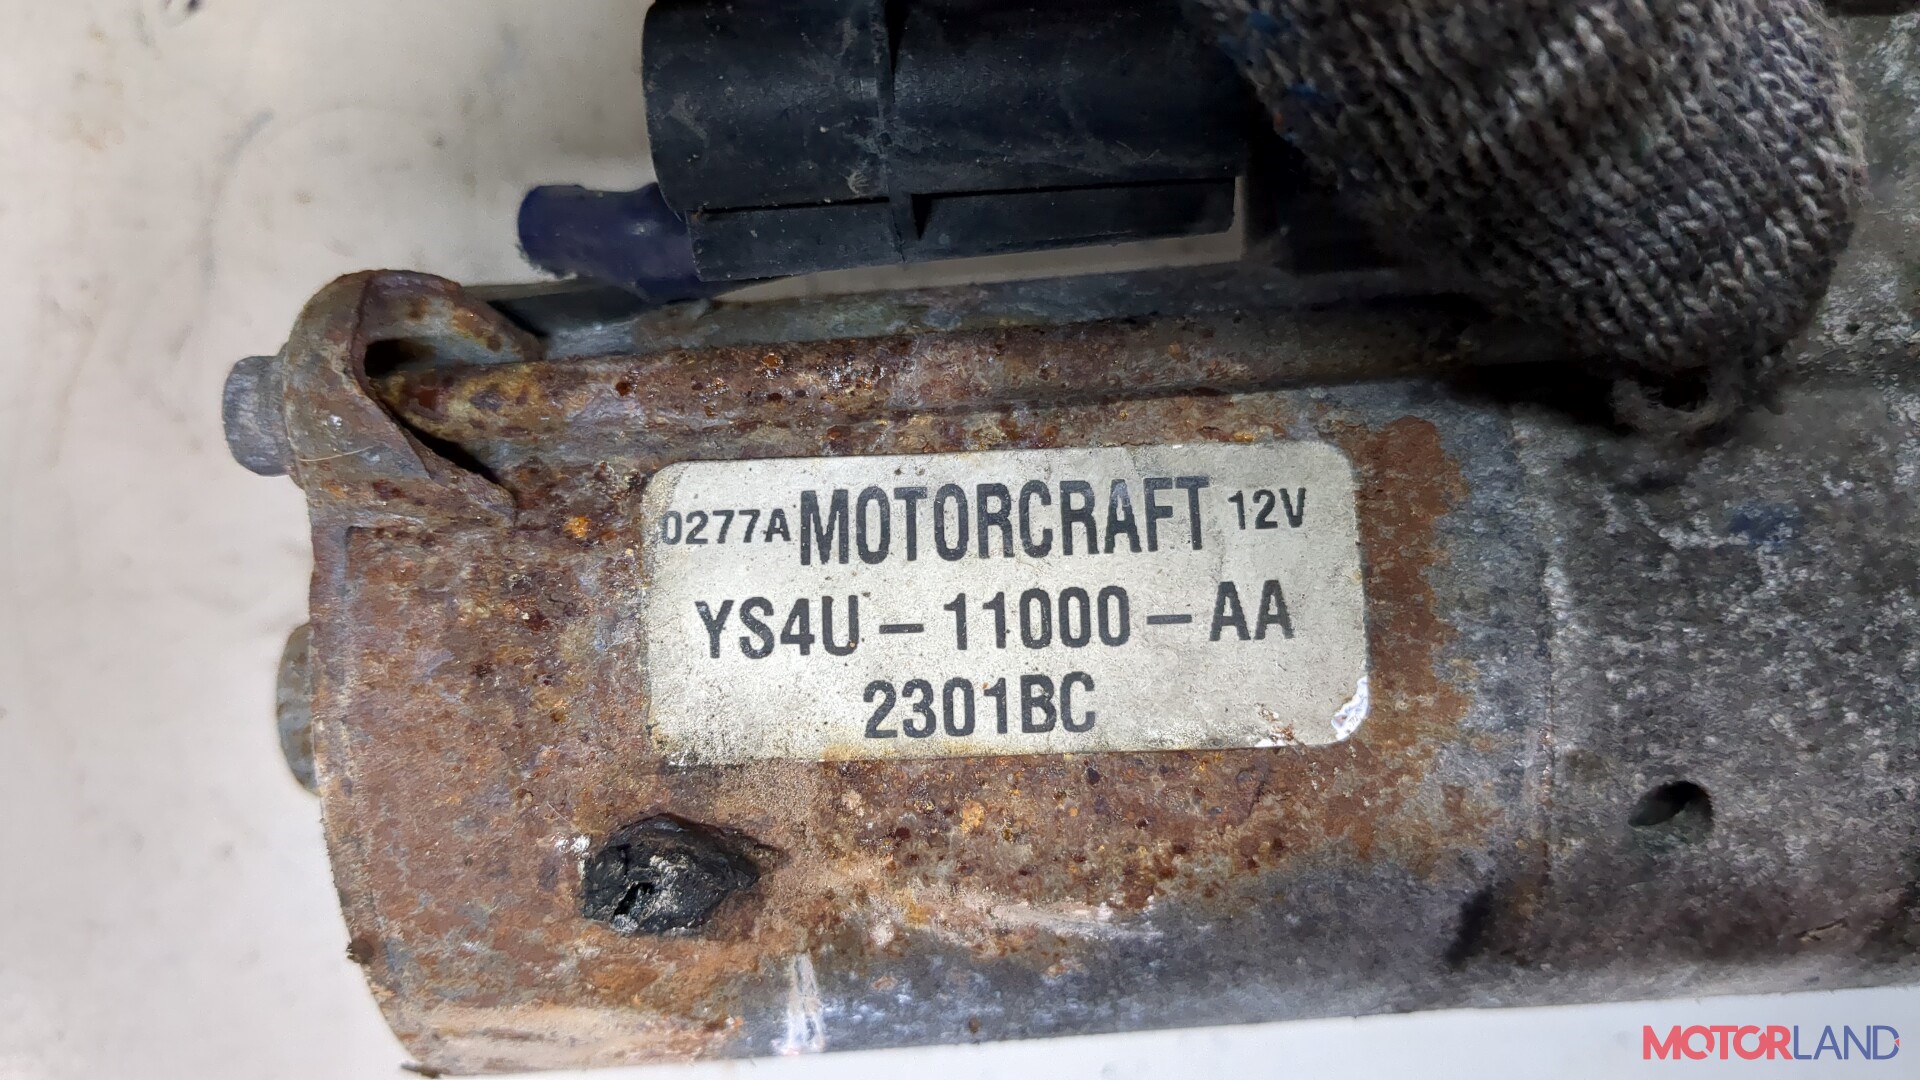 0277A MOTORCRAFT 12V
YS4U-11000-AA
2301BC
MOTORLAND